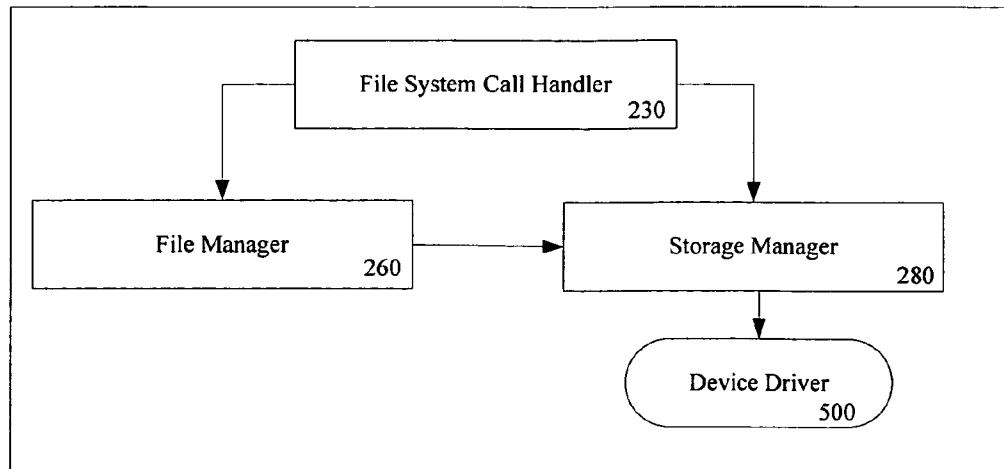 File System Call Handler
230
File Manager
260
Storage Manager
280
Device Driver
500